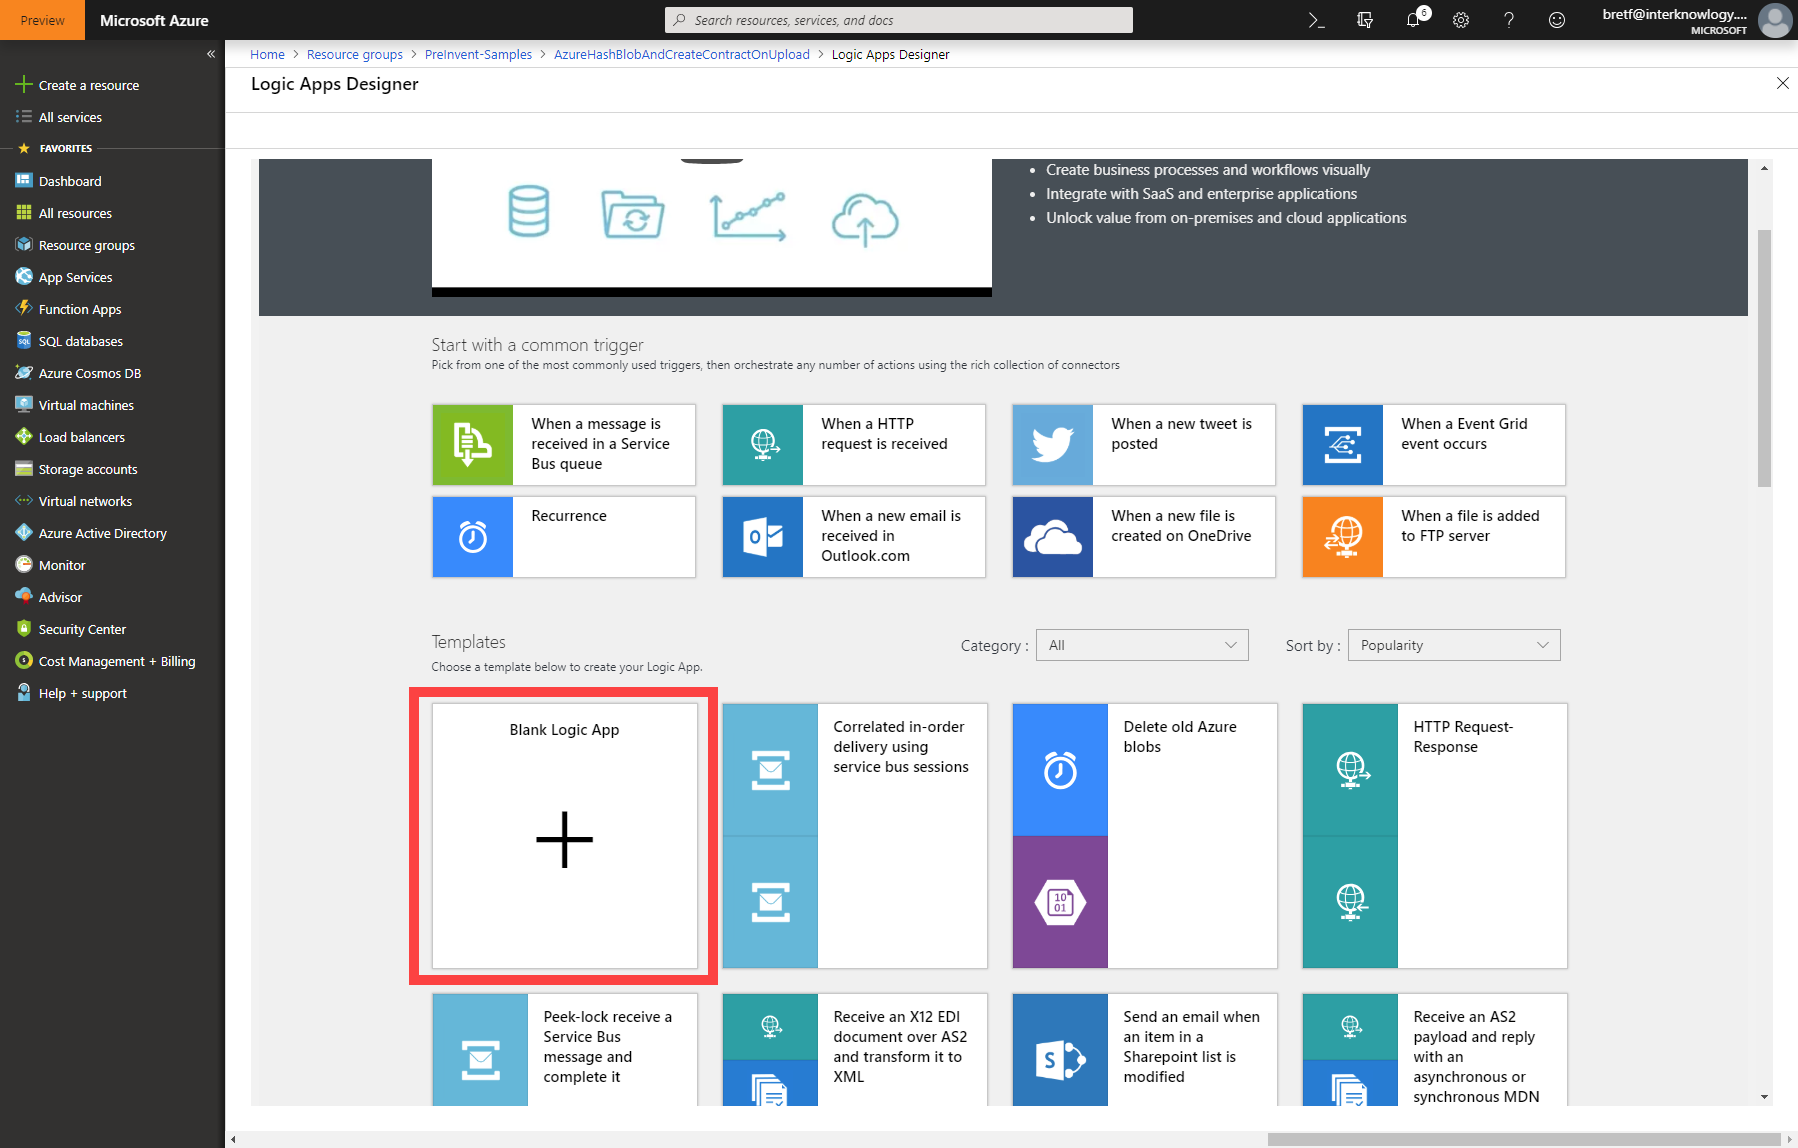 Preview
Microsoft Azure
Search resources, services, and docs
6
bretf@interknowlogy....
MICROSOFT
Home > Resource groups > PreInvent-Samples > AzureHashBlobAndCreateContractOnUpload > Logic Apps Designer
Logic Apps Designer
Create a resource
All services
FAVORITES
Dashboard
All resources
Resource groups
App Services
Function Apps
SQL
SQL databases
Azure Cosmos DB
Virtual machines
Load balancers
Storage accounts
Virtual networks
Azure Active Directory
Monitor
Advisor
Security Center
Cost Management + Billing
Help + support
• Create business processes and workflows visually
• Integrate with SaaS and enterprise applications
• Unlock value from on-premises and cloud applications
Start with a common trigger
Pick from one of the most commonly used triggers, then orchestrate any number of actions using the rich collection of connectors
When a message is
received in a Service
Bus queue
When a HTTP
request is received
When a new tweet is
posted
When a Event Grid
event occurs
Recurrence
When a new email is
received in
Outlook.com
When a new file is
created on OneDrive
When a file is added
to FTP server
Templates
Choose a template below to create your Logic App.
Category : All
Sort by : Popularity
Blank Logic App
Correlated in-order
delivery using
service bus sessions
Delete old Azure
blobs
10
01
HTTP Request-
Response
Peek-lock receive a
Service Bus
message and
complete it
Receive an X12 EDI
document over AS2
and transform it to
XML
S
Send an email when
an item in a
Sharepoint list is
modified
Receive an AS2
payload and reply
with an
asynchronous or
synchronous MDN